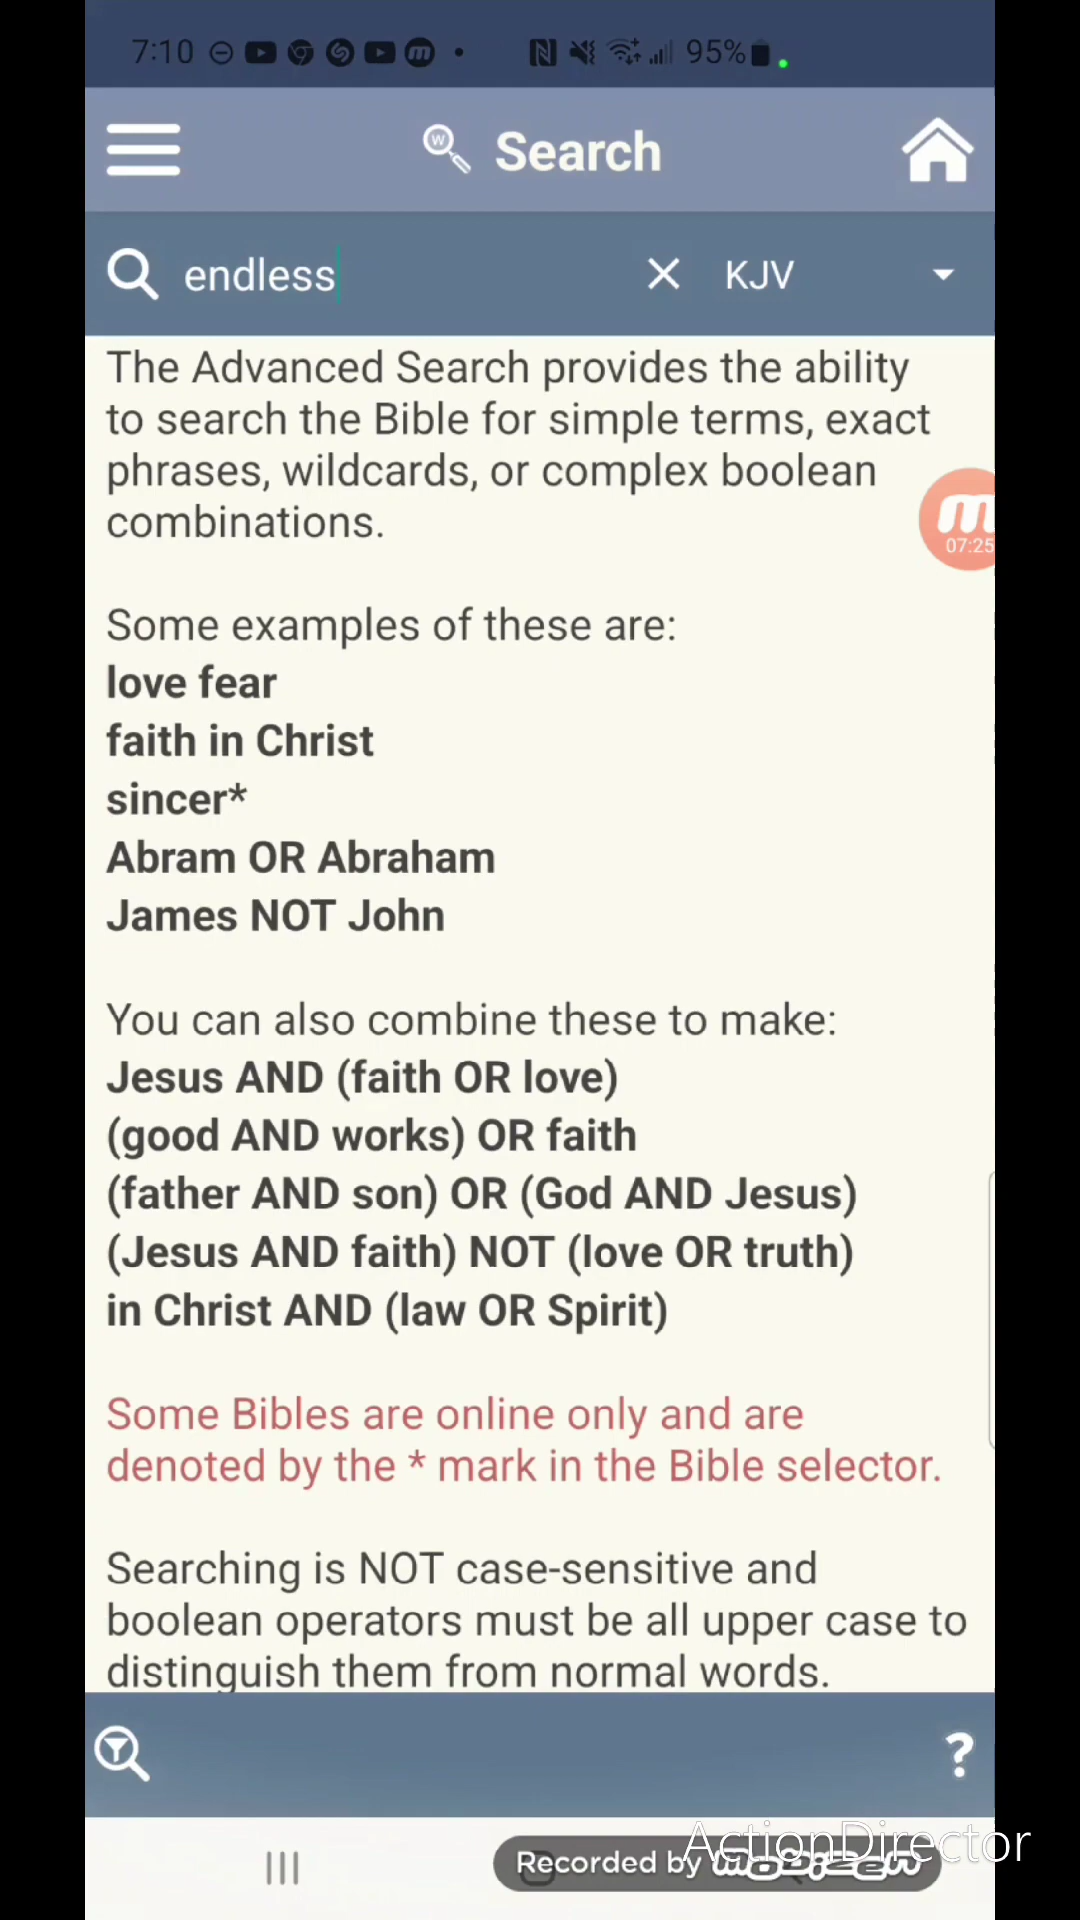 7:10 95%
Search
endless KJV
The Advanced Search provides the ability
to search the Bible for simple terms, exact
phrases, wildcards, or complex boolean
combinations.
m
07:25
Some examples of these are:
love fear
faith in Christ
sincer*
Abram OR Abraham
James NOT John
You can also combine these to make:
Jesus AND (faith OR love)
(good AND works) OR faith
(father AND son) OR (God AND Jesus)
(Jesus AND faith) NOT (love OR truth)
in Christ AND (law OR Spirit)
Some Bibles are online only and are
denoted by the * mark in the Bible selector.
Searching is NOT case-sensitive and
boolean operators must be all upper case to
distinguish them from normal words.
?
ActionDirector
Recorded by mobizen